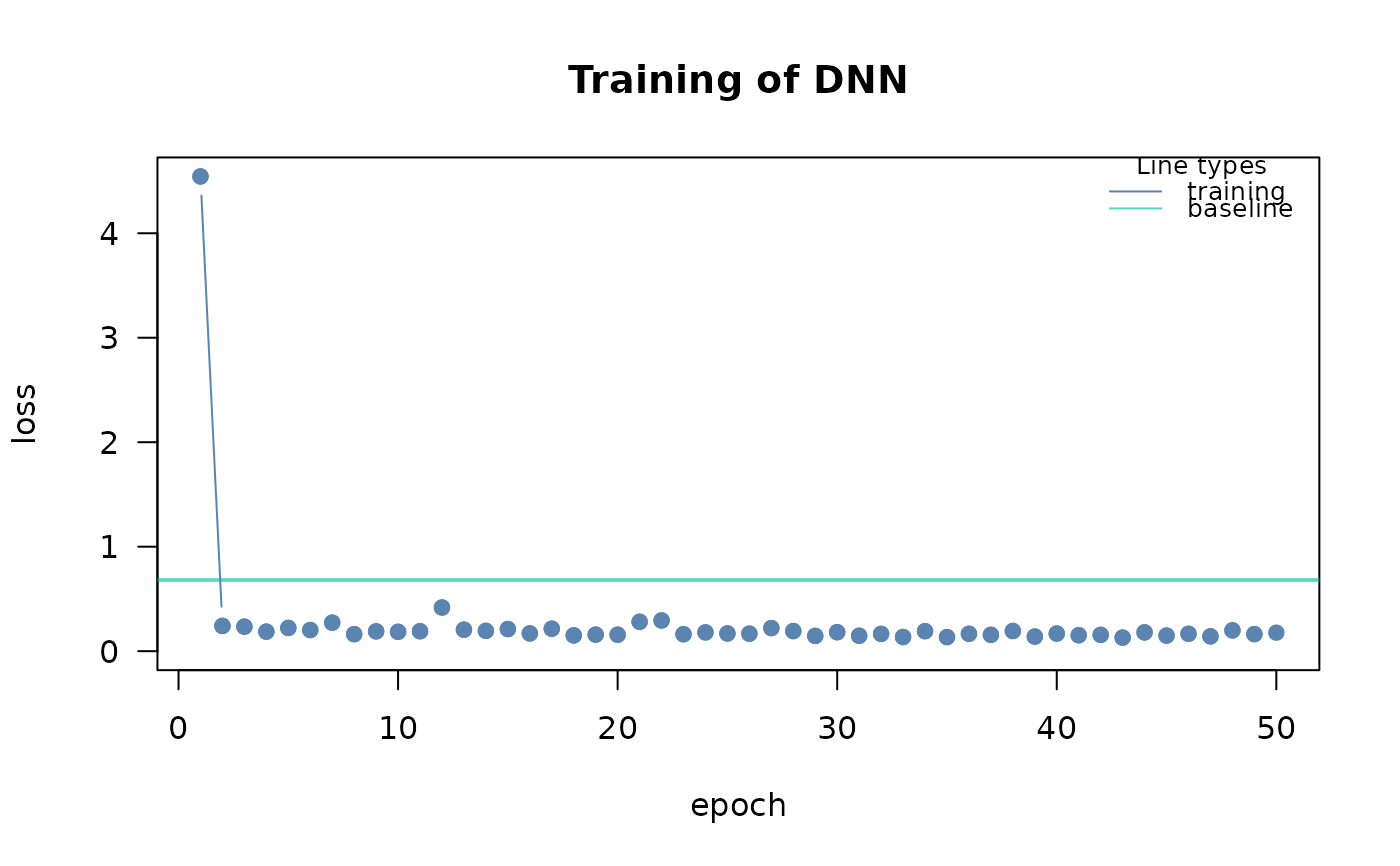 Training of DNN
Line types
training
baseline
4
3
2
1
0
loss
0 10 20 30 40 50
epoch